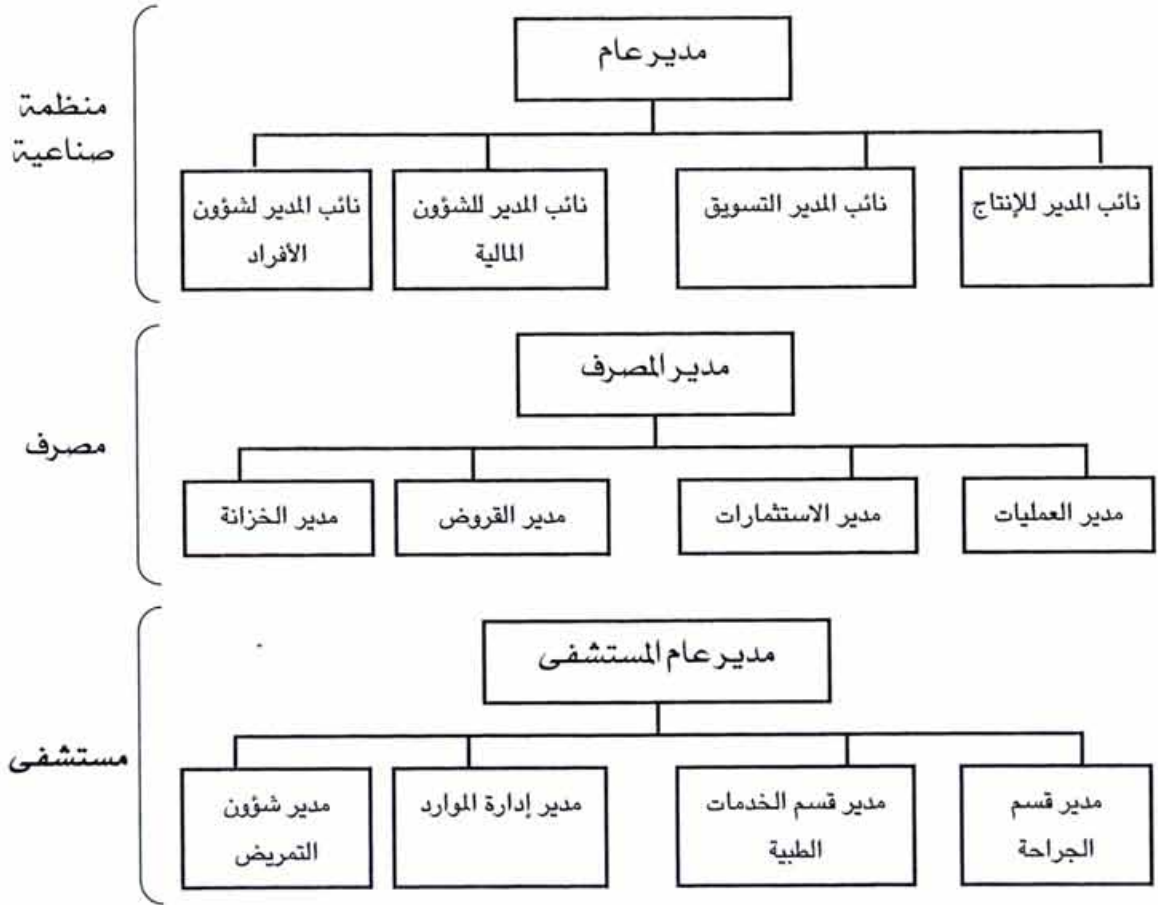 منظمة
صناعية
مدير عام
نائب المدير للإنتاج
نائب المدير التسويق
نائب المدير للشؤون
المالية
نائب المدير لشؤون
الأفراد
مصرف
مدير المصرف
مدير العمليات
مدير الاستثمارات
مدير القروض
مدير الخزانة
مستشفى
مدير عام المستشفى
مدير قسم
الجراحة
مدير قسم الخدمات
الطبية
مدير إدارة الموارد
مدير شؤون
التمريض